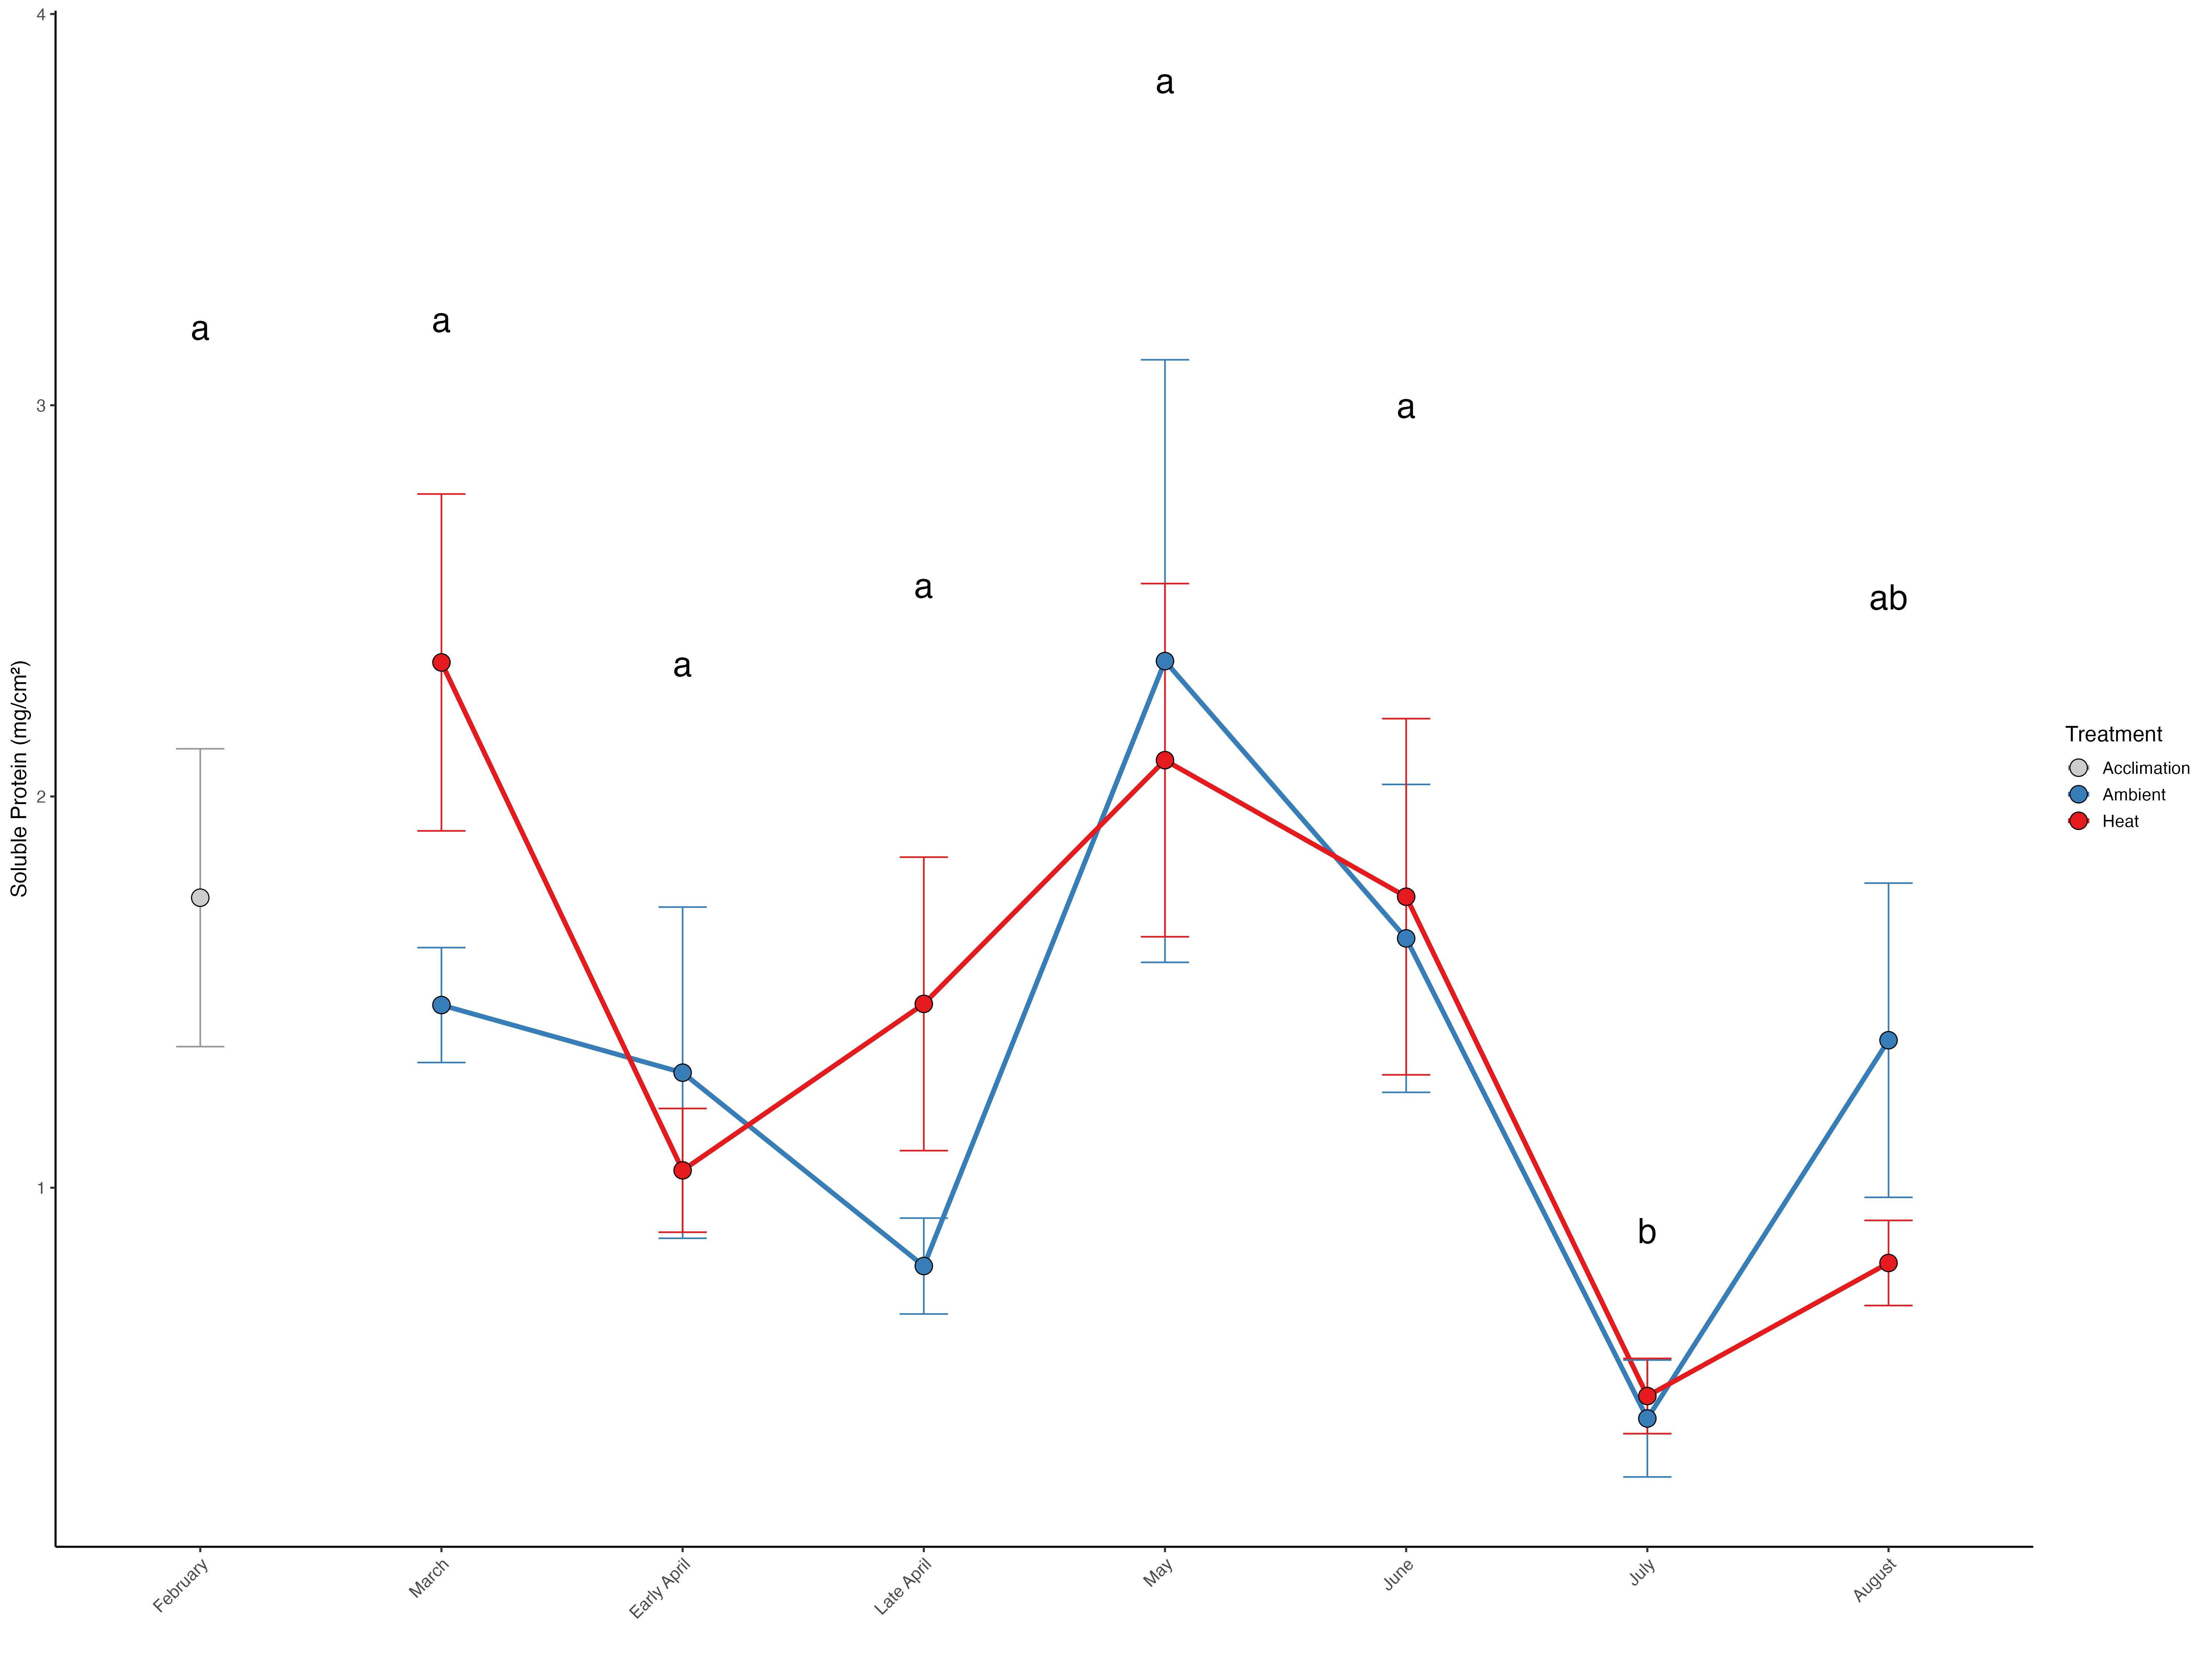 Soluble Protein (mg/cm²)
4
3
2
1
a
a
a
a
a
a
b
ab
February
March
Early April
Late April
May
June
July
August
Treatment
Acclimation
Ambient
Heat